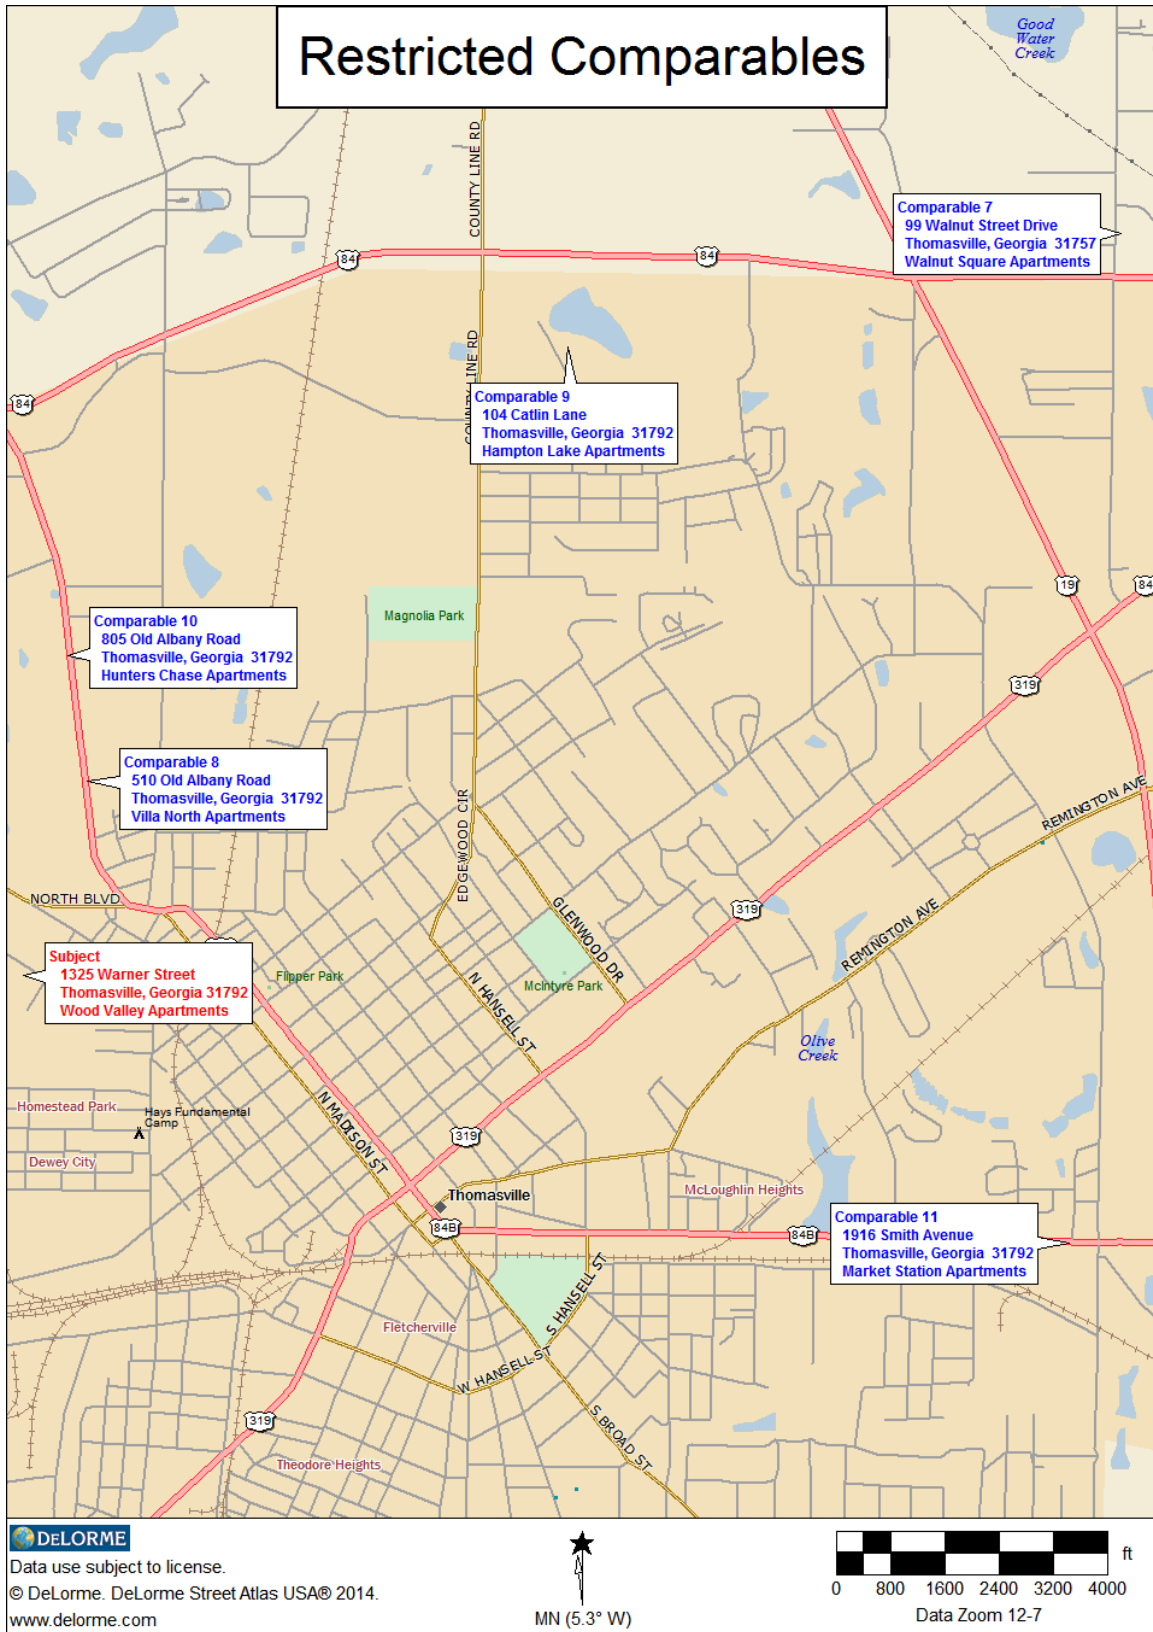 Restricted Comparables
Good
Water
Creek
COUNTY LINE RD
Comparable 7
99 Walnut Street Drive
Thomasville, Georgia 31757
Walnut Square Apartments
84
84
84
COUNTY LINE RD
Comparable 9
104 Catlin Lane
Thomasville, Georgia 31792
Hampton Lake Apartments
19
84
Magnolia Park
Comparable 10
805 Old Albany Road
Thomasville, Georgia 31792
Hunters Chase Apartments
319
Comparable 8
510 Old Albany Road
Thomasville, Georgia 31792
Villa North Apartments
EDGEWOOD CIR
REMINGTON AVE
NORTH BLVD
319
GLENWOOD DR
REMINGTON AVE
Subject
1325 Warner Street
Thomasville, Georgia 31792
Wood Valley Apartments
Flipper Park
McIntyre Park
N HANSELL ST
Olive
Creek
Homestead Park
Hays Fundamental
Camp
N MADISON ST
319
Dewey City
Thomasville
McLoughlin Heights
84B
84B
Comparable 11
1916 Smith Avenue
Thomasville, Georgia 31792
Market Station Apartments
S HANSELL ST
Fletcherville
W HANSELL ST
319
S BROAD ST
Theodore Heights
DELORME
Data use subject to license.
© DeLorme. DeLorme Street Atlas USA® 2014.
www.delorme.com
MN (5.3° W)
ft
0 800 1600 2400 3200 4000
Data Zoom 12-7